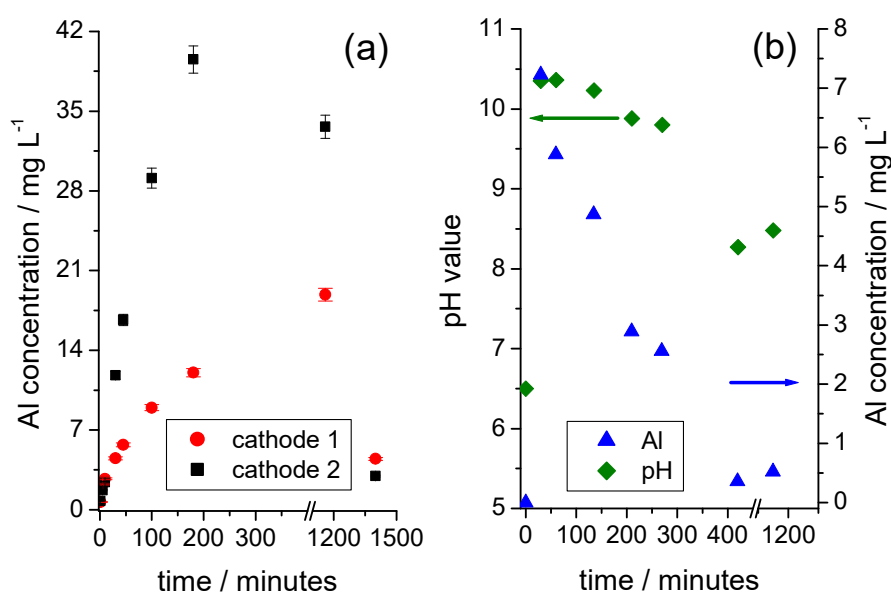 (a)
Al concentration / mg L⁻¹
42
35
28
21
14
7
0
0 100 200 300 1200 1500
time / minutes
cathode 1
cathode 2
(b)
pH value
11
10
9
8
7
6
5
0 100 200 300 400 1200
time / minutes
Al
pH
8
7
6
5
4
3
2
1
0
Al concentration / mg L⁻¹